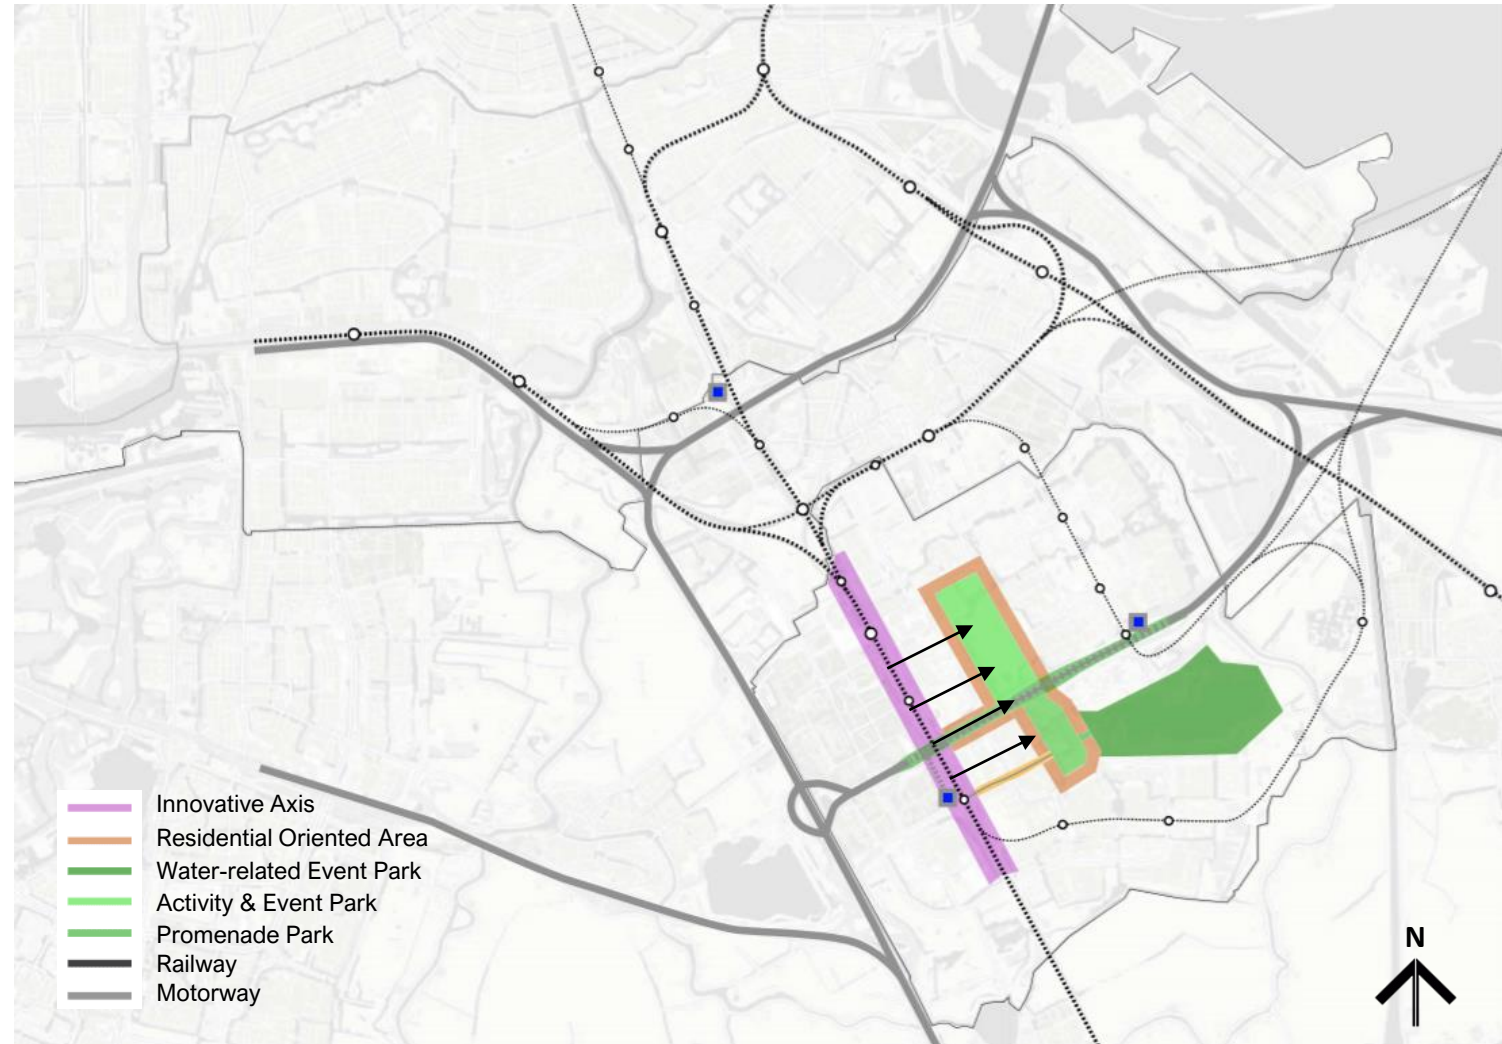 Innovative Axis
Residential Oriented Area
Water-related Event Park
Activity & Event Park
Promenade Park
Railway
Motorway
N